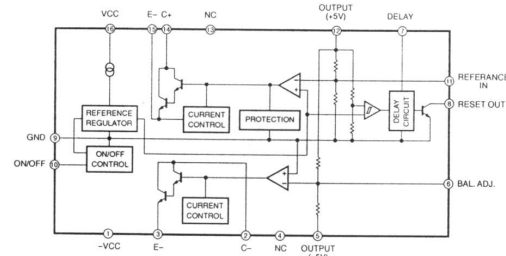 VCC
E– C+
NC
OUTPUT
(+5V)
DELAY
16
15
14
13
12
7
11
REFERANCE
IN
8
RESET OUT
REFERENCE
REGULATOR
CURRENT
CONTROL
PROTECTION
DELAY
CIRCUIT
GND
9
ON/OFF
10
ON/OFF
CONTROL
6
BAL. ADJ.
CURRENT
CONTROL
1
3
2
4
5
–VCC
E–
C–
NC
OUTPUT
(–5V)